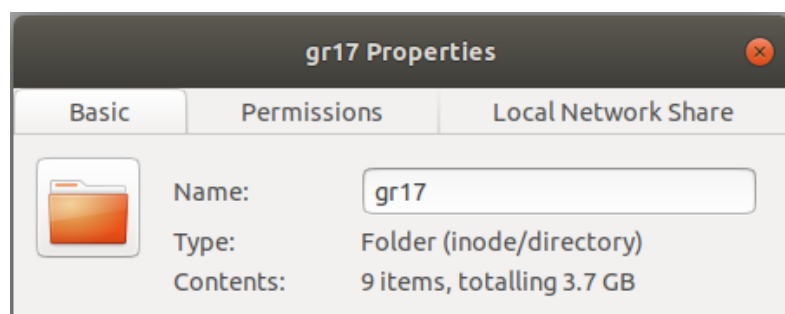 gr17 Properties
Basic Permissions Local Network Share
Name: gr17
Type: Folder (inode/directory)
Contents: 9 items, totalling 3.7 GB